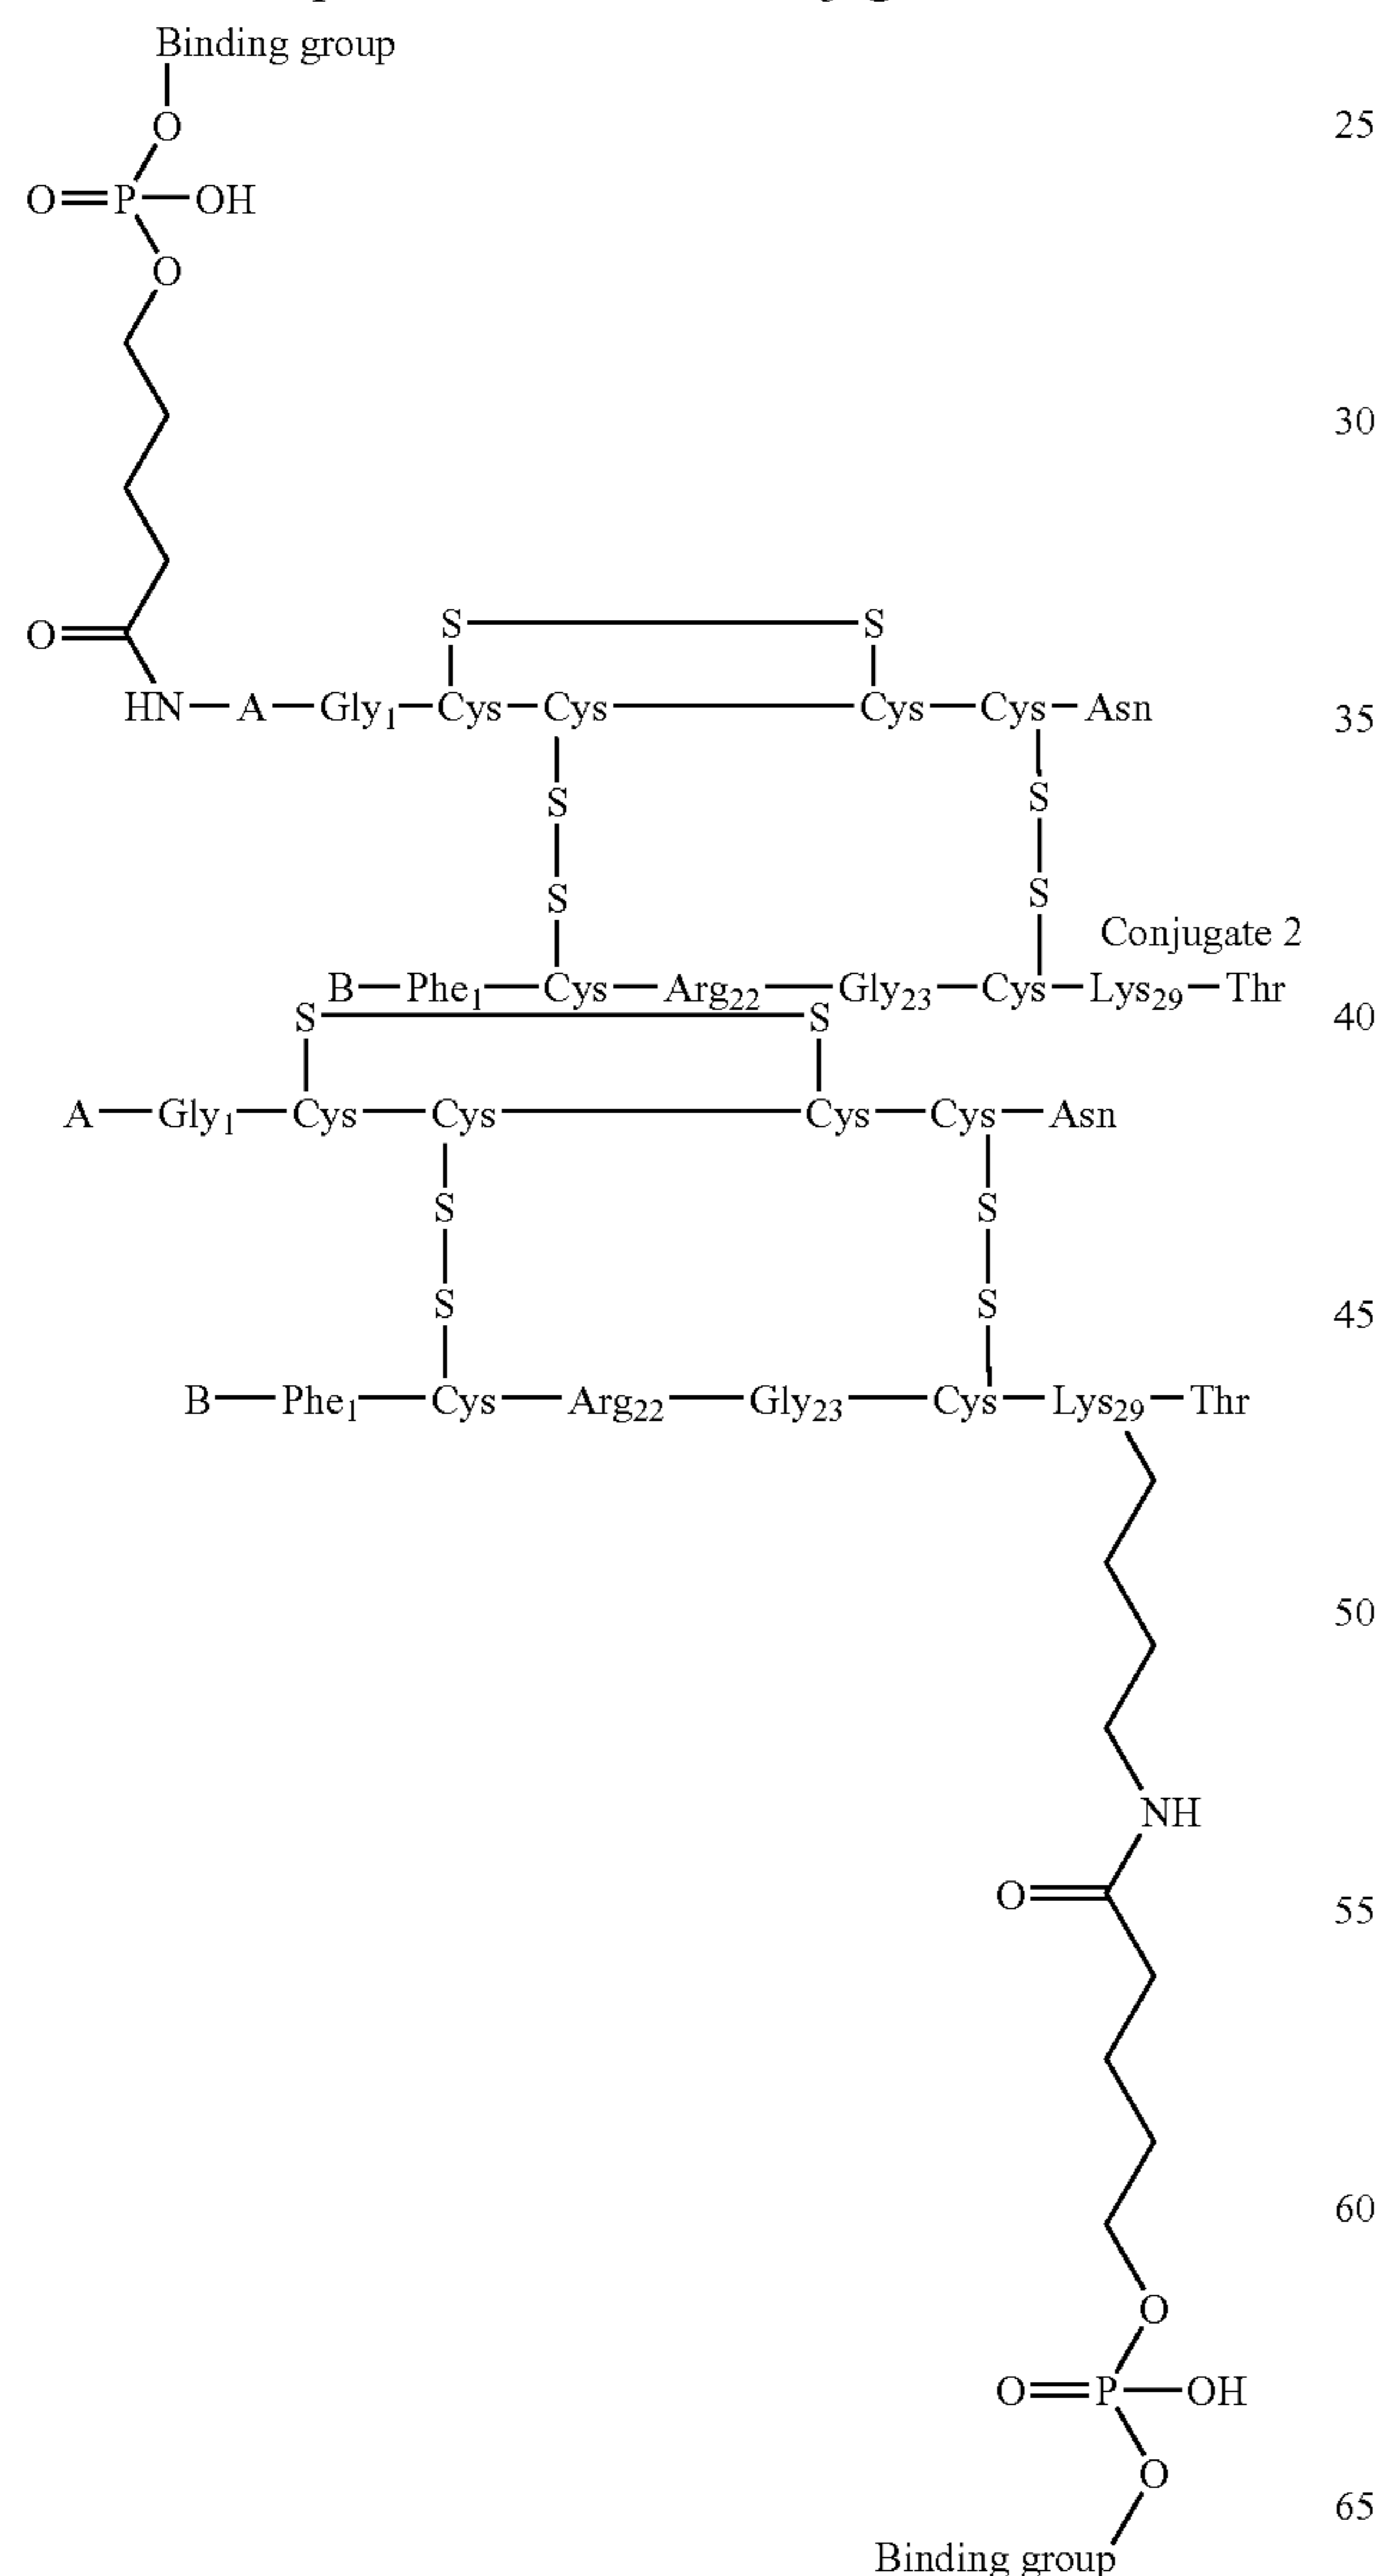 Binding group
O
25
O P OH
O
30
S S
O
HN A Gly1 Cys Cys Cys Cys Asn
35
S S
S S
Conjugate 2
B Phe1 Cys Arg22 Gly23 Cys Lys29 Thr
S S
40
A Gly1 Cys Cys Cys Cys Asn
S S
S S
45
B Phe1 Cys Arg22 Gly23 Cys Lys29 Thr
50
NH
O
55
60
O
O P OH
O
65
Binding group